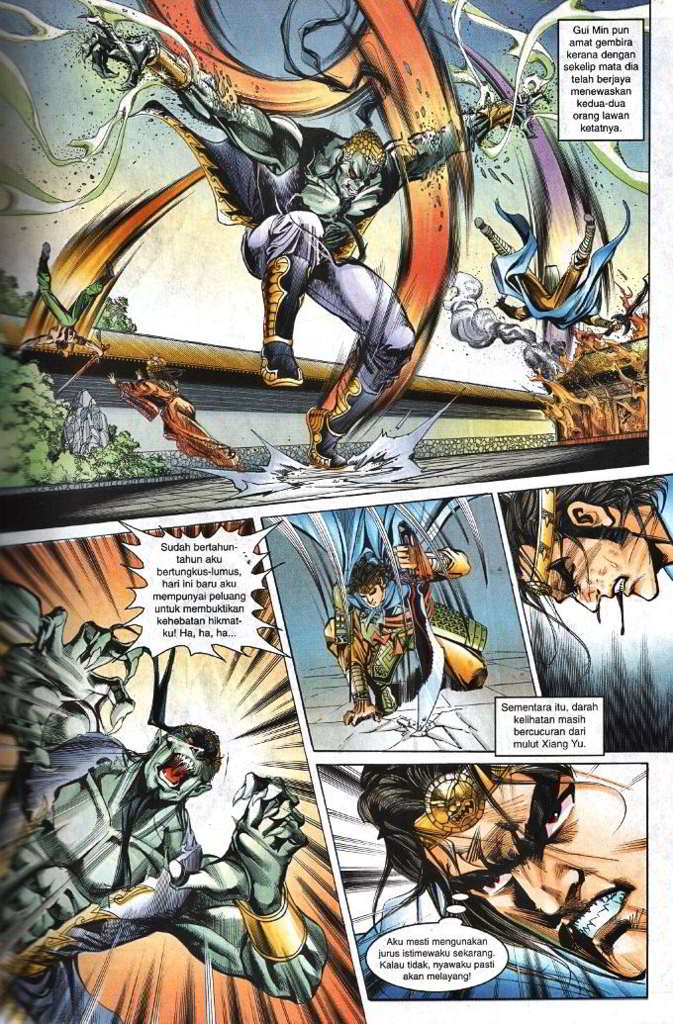 Gui Min pun
amat gembira
kerana dengan
sekelip mata dia
telah berjaya
menewaskan
kedua-dua
orang lawan
ketatnya.
Sudah bertahun-
tahun aku
bertungkus-lumus,
hari ini baru aku
mempunyai peluang
untuk membuktikan
kehebatan hikmat-
ku! Ha, ha, ha...
Sementara itu, darah
kelihatan masih
bercucuran dari
mulut Xiang Yu.
Aku mesti mengunakan
jurus istimewaku sekarang.
Kalau tidak, nyawaku pasti
akan melayang!